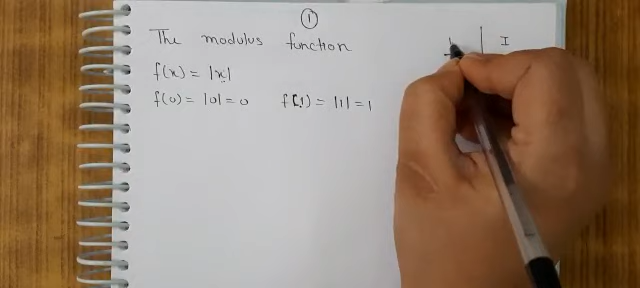 ①
The modulus function
I
f(x) = |x|
f(0) = |0| = 0 f(1) = |1| = 1